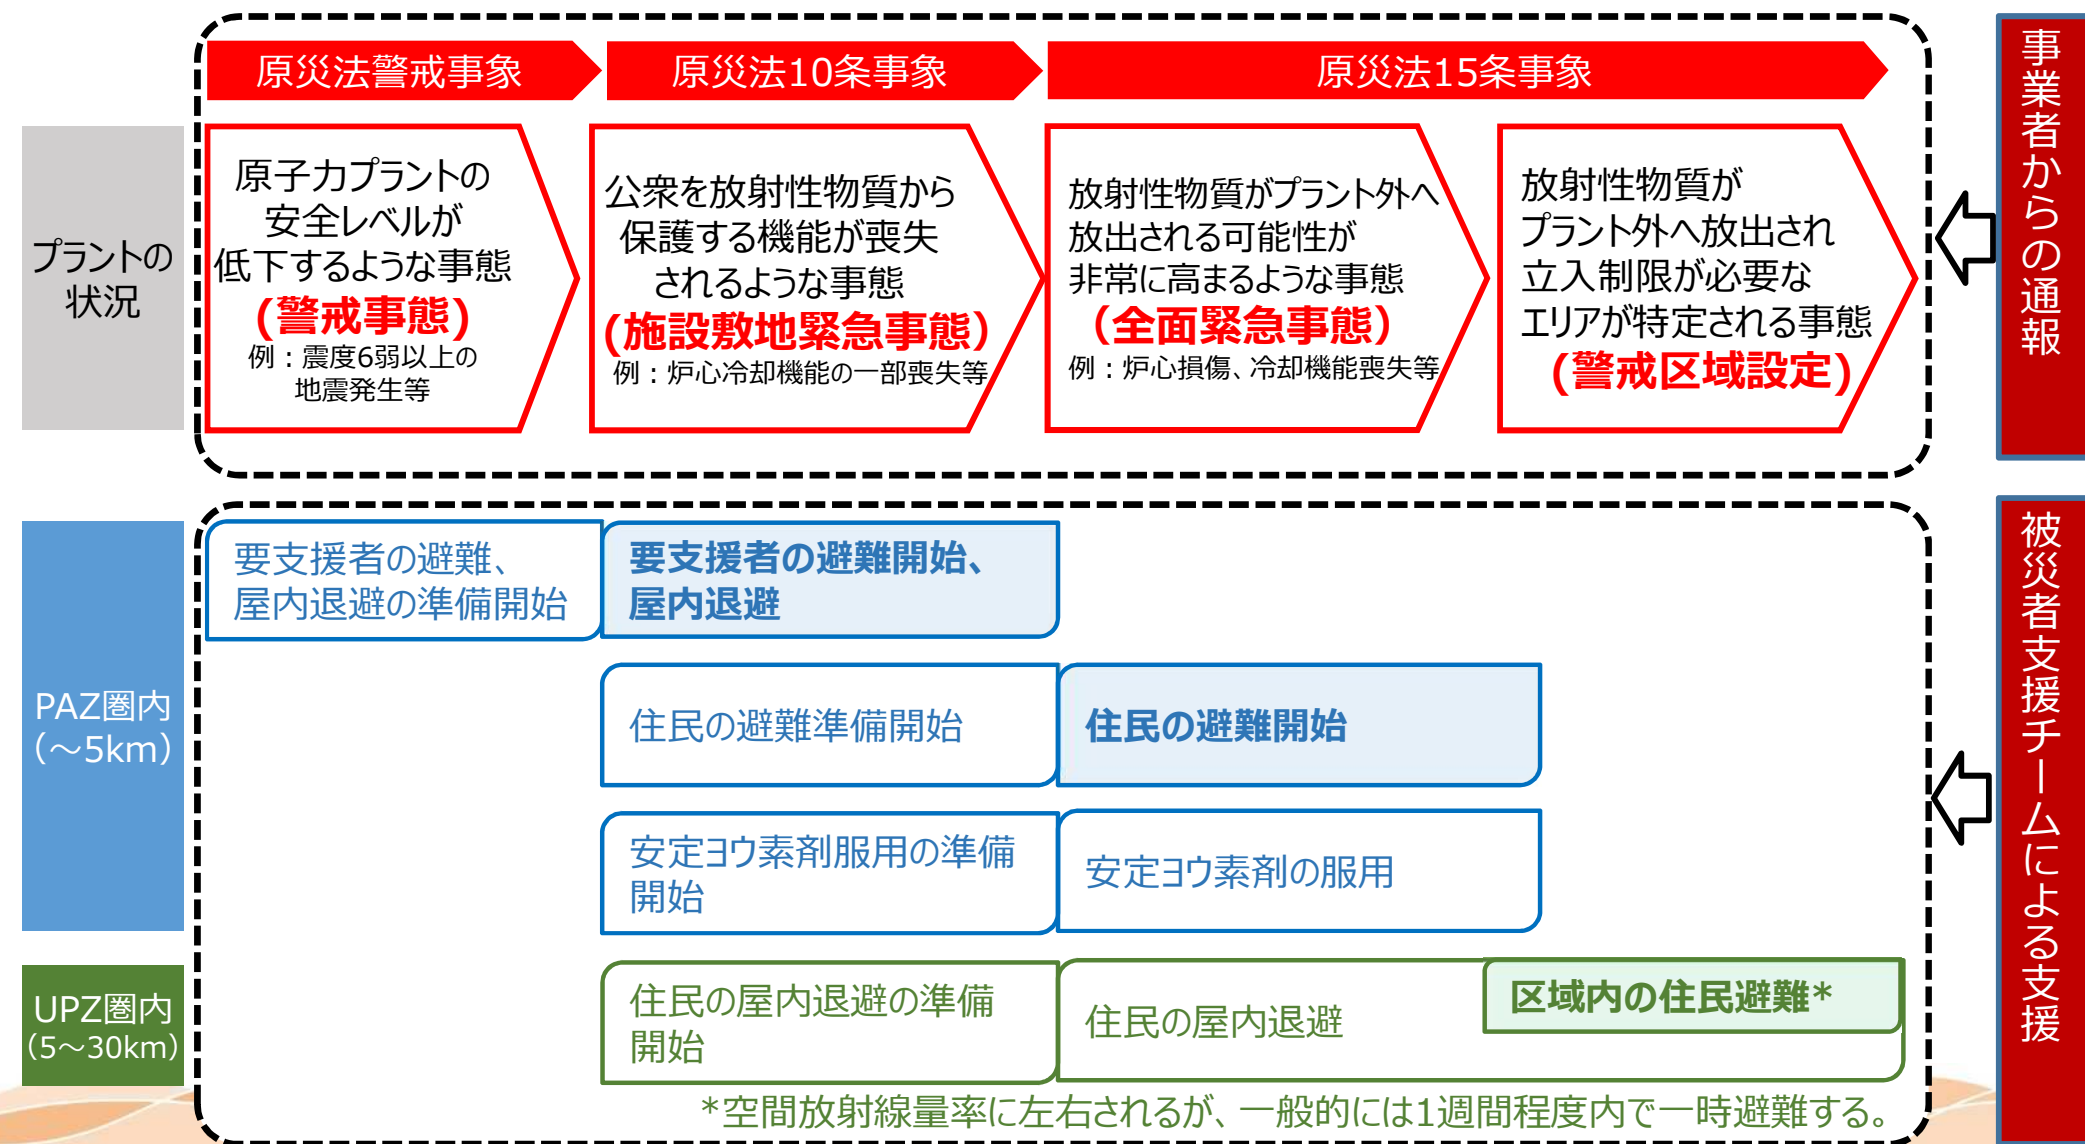 原災法警戒事象
原災法10条事象
原災法15条事象
プラントの
状況
原子力プラントの
安全レベルが
低下するような事態
(警戒事態)
例：震度6弱以上の
地震発生等
公衆を放射性物質から
保護する機能が喪失
されるような事態
(施設敷地緊急事態）
例：炉心冷却機能の一部喪失等
放射性物質がプラント外へ
放出される可能性が
非常に高まるような事態
（全面緊急事態）
例：炉心損傷、冷却機能喪失等
放射性物質が
プラント外へ放出され
立入制限が必要な
エリアが特定される事態
(警戒区域設定)
事業者からの通報
PAZ圏内
（～5km）
要支援者の避難、
屋内退避の準備開始
要支援者の避難開始、
屋内退避
住民の避難準備開始
住民の避難開始
安定ヨウ素剤服用の準備
開始
安定ヨウ素剤の服用
UPZ圏内
（5～30km）
住民の屋内退避の準備
開始
住民の屋内退避
区域内の住民避難*
*空間放射線量率に左右されるが、一般的には1週間程度内で一時避難する。
被災者支援チームによる支援